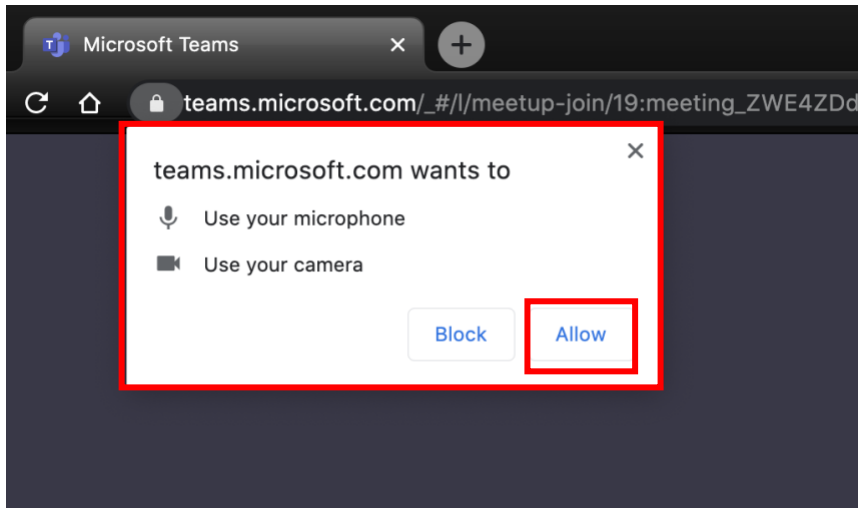 Microsoft Teams
teams.microsoft.com/_#/l/meetup-join/19:meeting_ZWE4ZDd
teams.microsoft.com wants to
Use your microphone
Use your camera
Block Allow